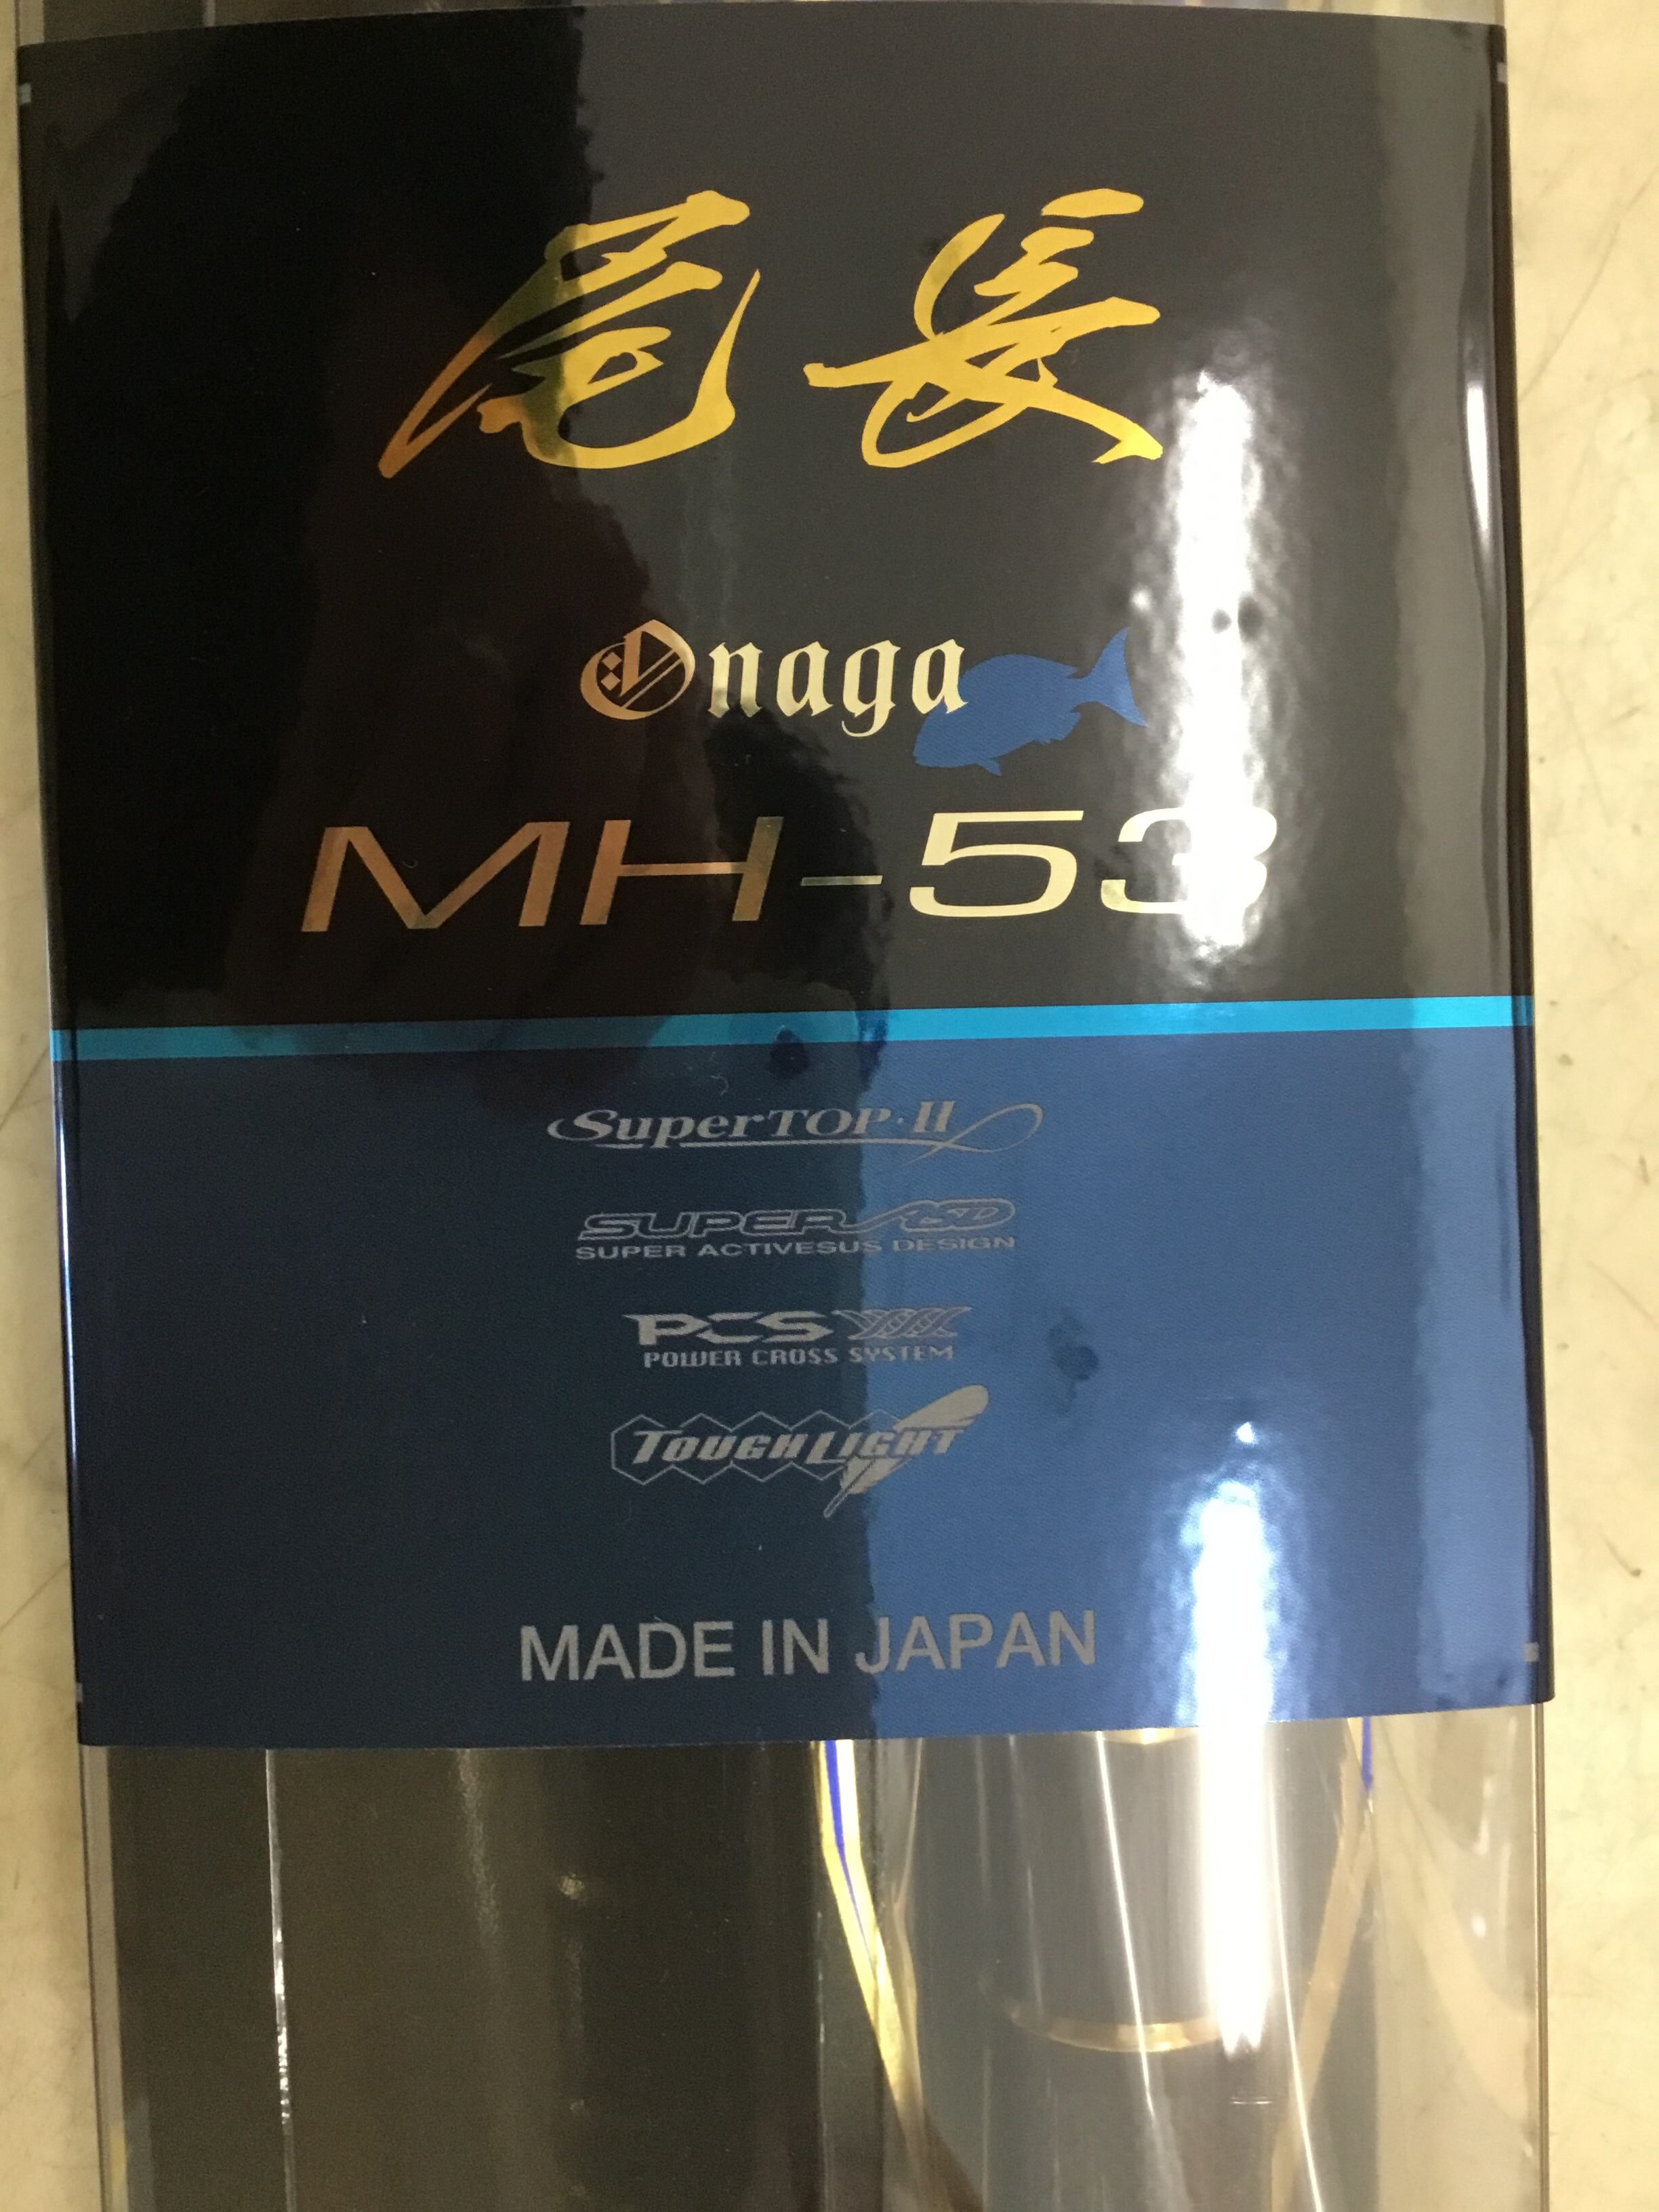 尾長
Onaga
MH-53
SuperTOP·II
SUPER ASD
SUPER ACTIVESUS DESIGN
PCS
POWER CROSS SYSTEM
TOUGHLIGHT
MADE IN JAPAN